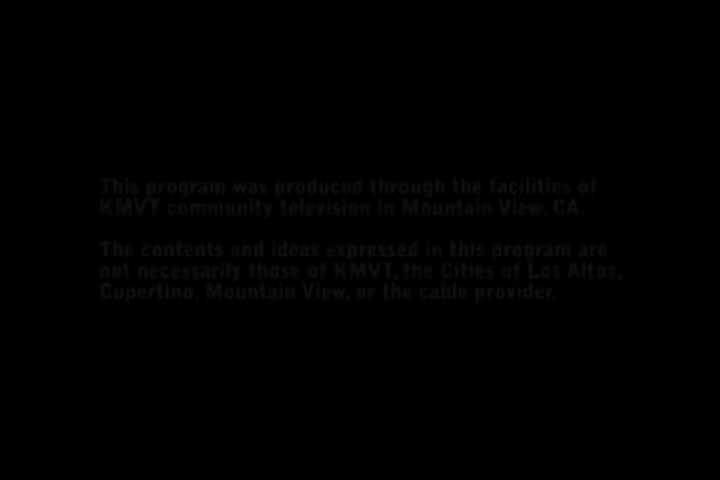 This program was produced through the facilities of
KMVT community television in Mountain View, CA.
The contents and ideas expressed in this program are
not necessarily those of KMVT, the Cities of Los Altos,
Cupertino, Mountain View, or the cable provider.